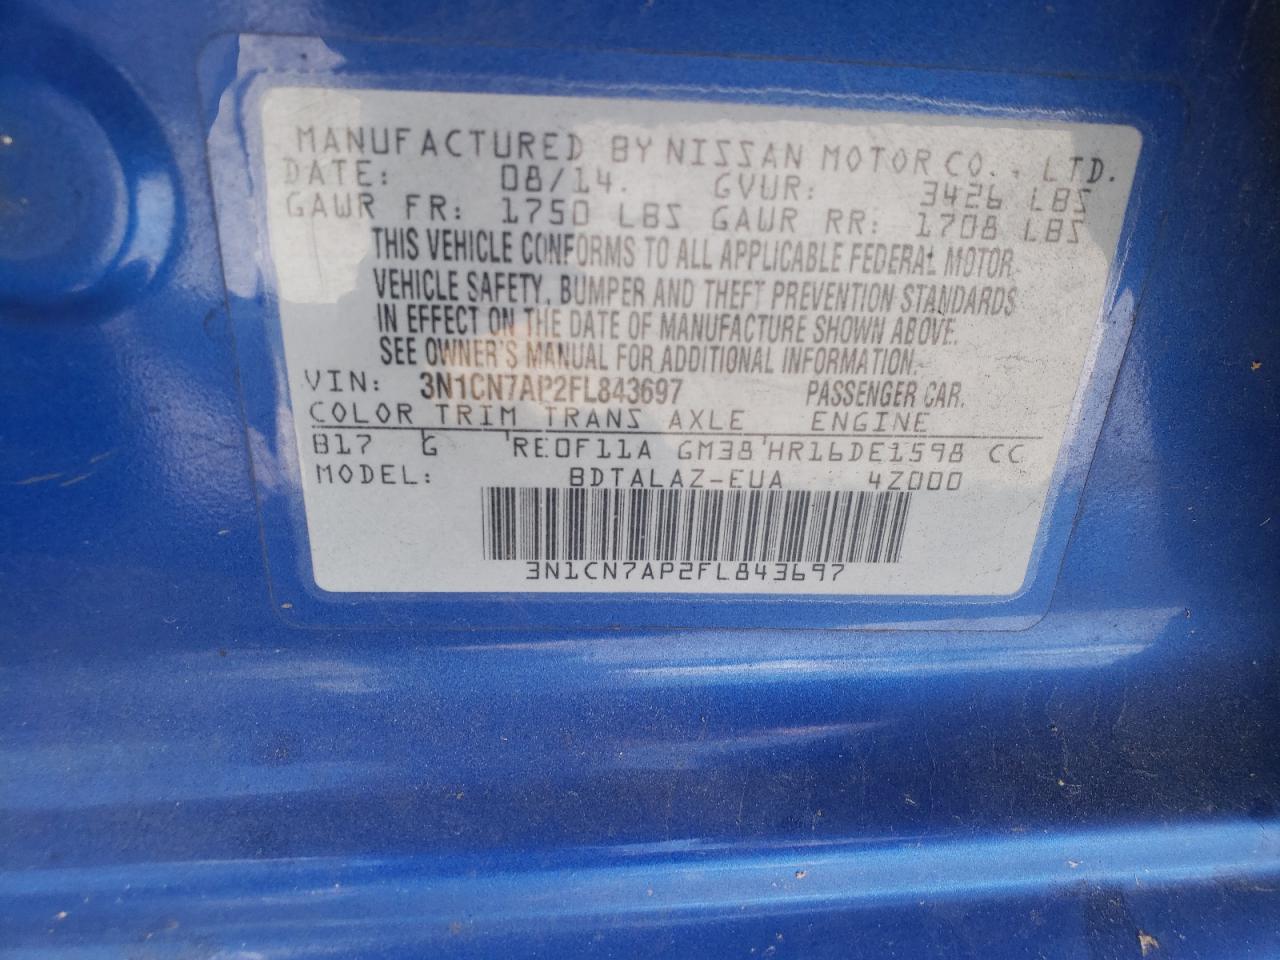 MANUFACTURED BY NISSAN MOTOR CO., LTD.
DATE: 08/14. GVWR: 3426 LBS
GAWR FR: 1750 LBS GAWR RR: 1708 LBS
THIS VEHICLE CONFORMS TO ALL APPLICABLE FEDERAL MOTOR
VEHICLE SAFETY, BUMPER AND THEFT PREVENTION STANDARDS
IN EFFECT ON THE DATE OF MANUFACTURE SHOWN ABOVE.
SEE OWNER'S MANUAL FOR ADDITIONAL INFORMATION.
VIN: 3N1CN7AP2FL843697 PASSENGER CAR.
COLOR TRIM TRANS AXLE ENGINE
B17 G RE0F11A GM38 HR16DE1598 CC
MODEL: BDTALAZ-EUA 4Z000
3N1CN7AP2FL843697